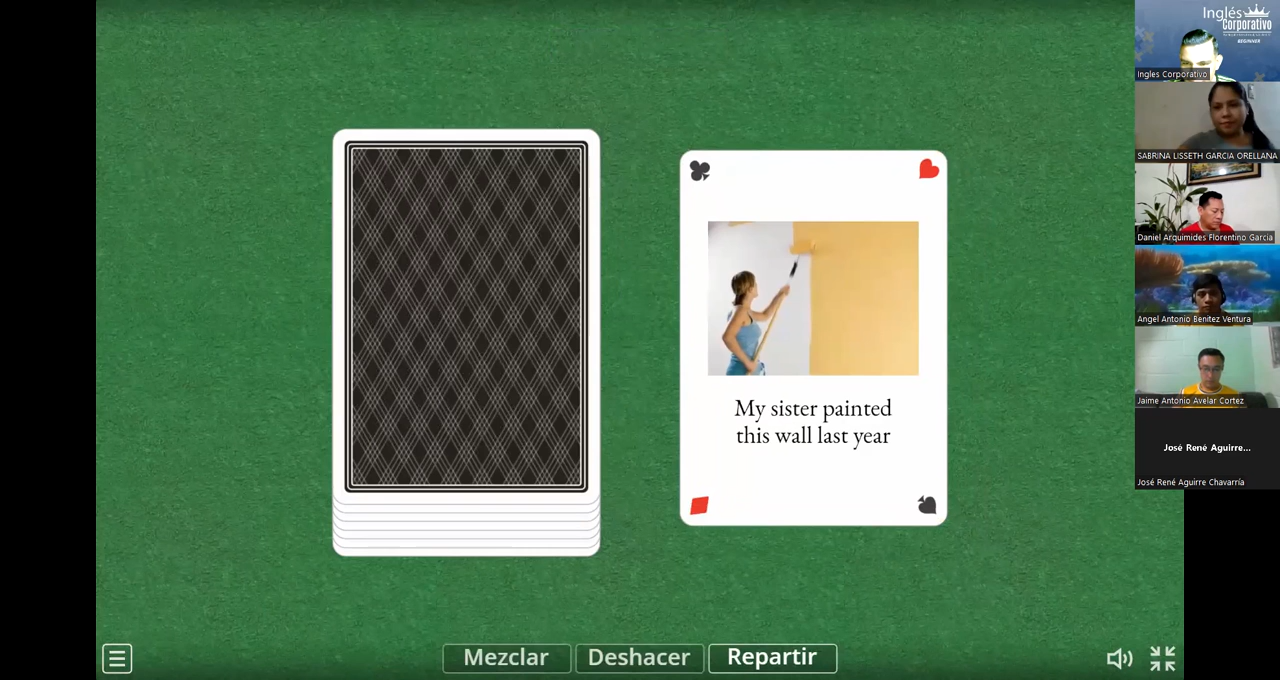 My sister painted
this wall last year
Mezclar
Deshacer
Repartir
Inglés
Corporativo
BEGINNER
Ingles Corporativo
SABRINA LISSETH GARCIA ORELLANA
Daniel Arquimides Florentino Garcia
Angel Antonio Benitez Ventura
Jaime Antonio Avelar Cortez
José René Aguirre...
José René Aguirre Chavarría